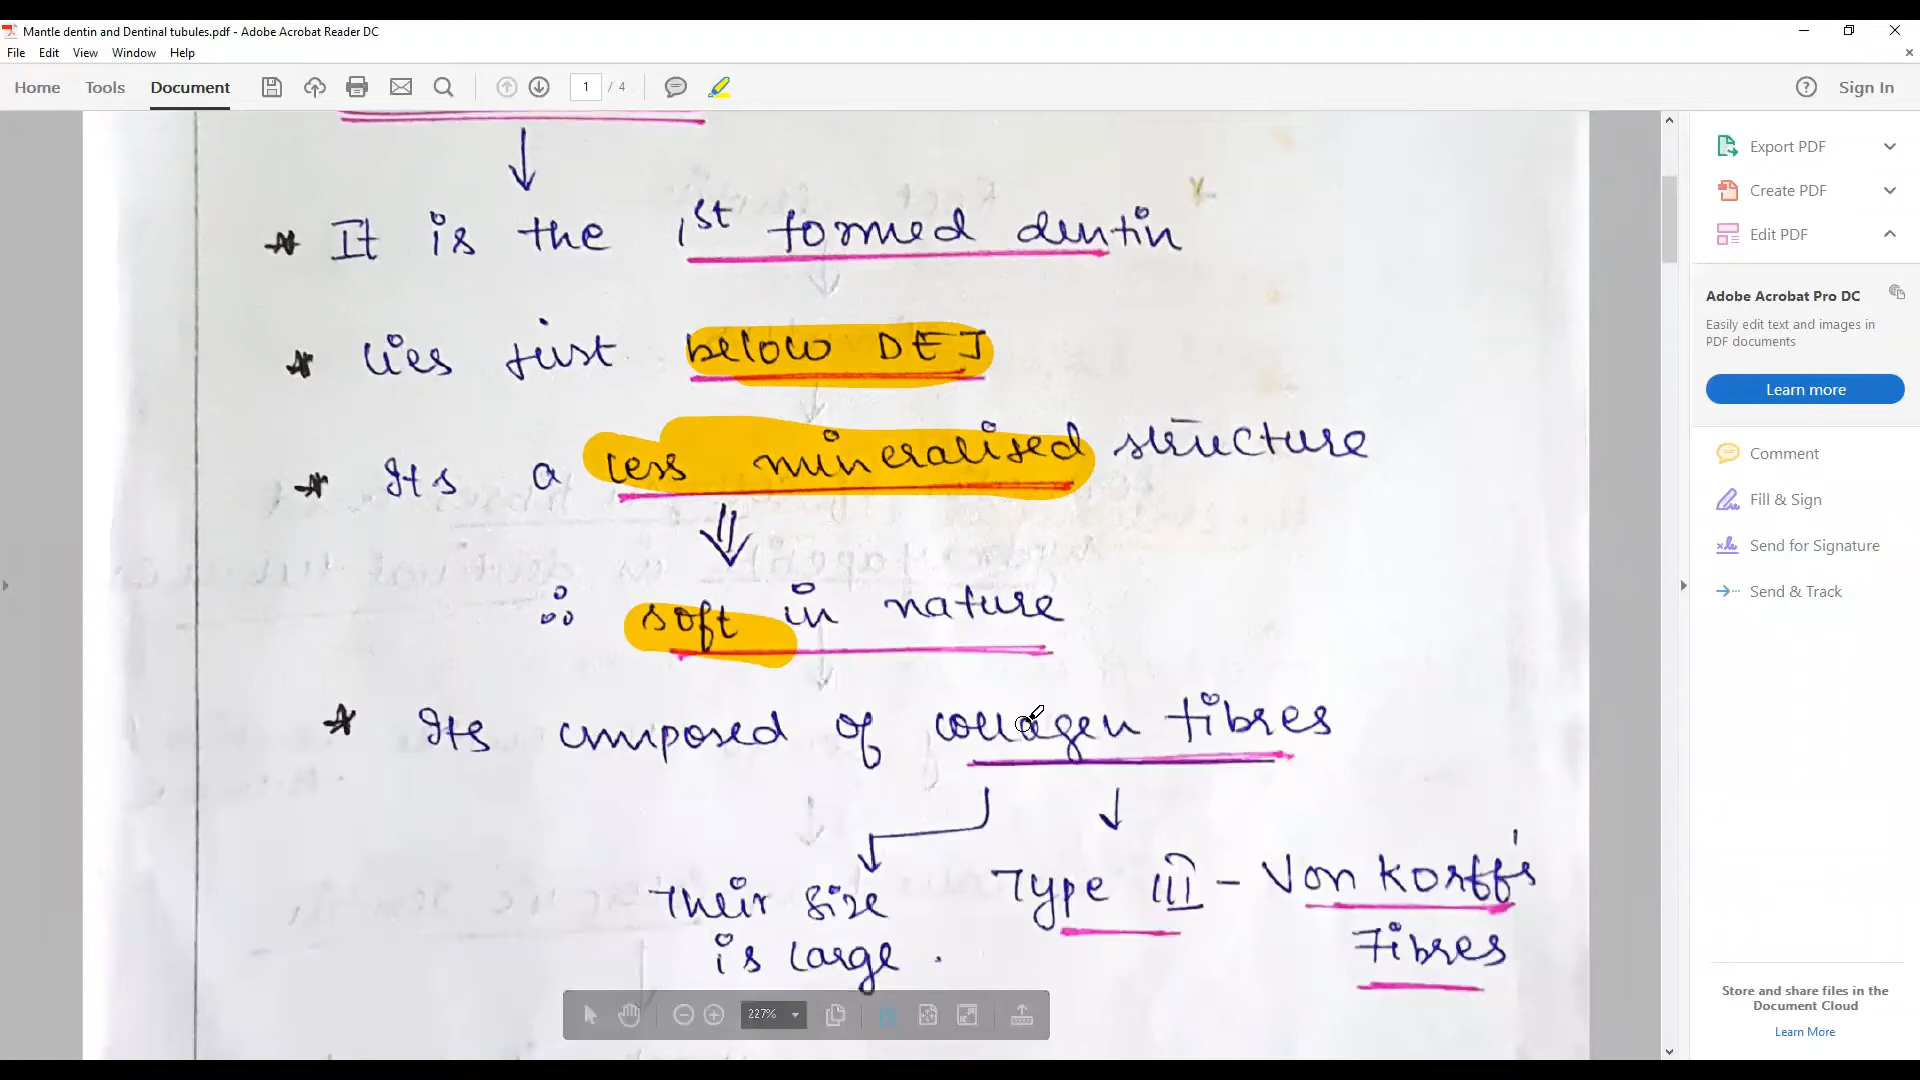 Mantle dentin and Dentinal tubules.pdf - Adobe Acrobat Reader DC
File Edit View Window Help
Home Tools Document 1 / 4 Sign In
It is the 1st formed dentin
lies just below DEJ
Its a less mineralised structure
∴ soft in nature
Its composed of collagen fibres
Their size is large.
Type III - Von Korff's Fibres
227%
Export PDF
Create PDF
Edit PDF
Adobe Acrobat Pro DC
Easily edit text and images in
PDF documents
Learn more
Comment
Fill & Sign
Send for Signature
Send & Track
Store and share files in the
Document Cloud
Learn More